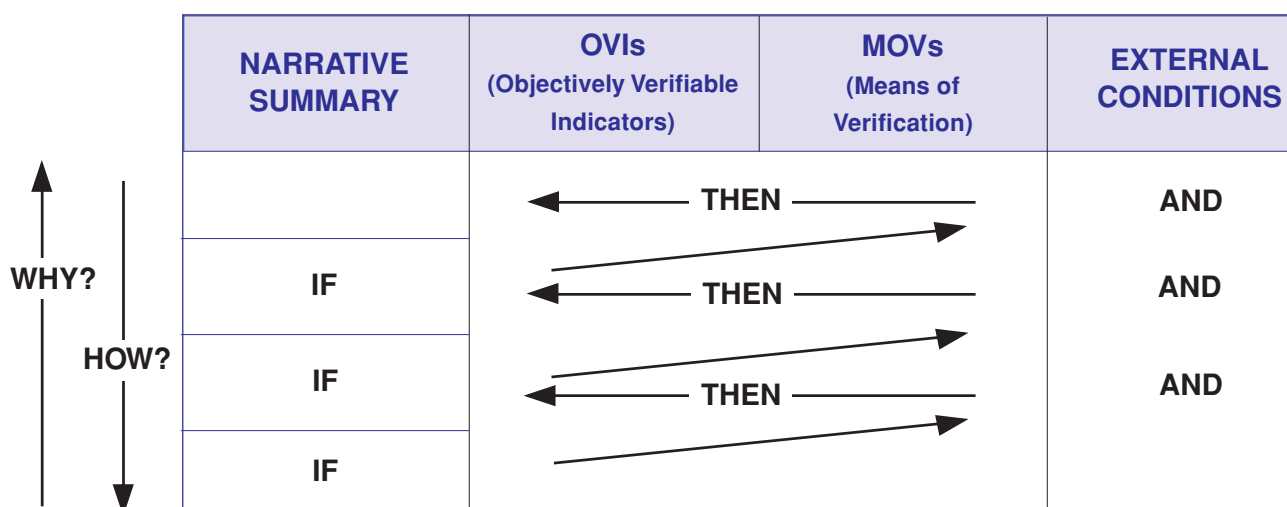 NARRATIVE
SUMMARY
OVIs
(Objectively Verifiable
Indicators)
MOVs
(Means of
Verification)
EXTERNAL
CONDITIONS
THEN
AND
WHY?
IF
THEN
AND
HOW?
IF
THEN
AND
IF